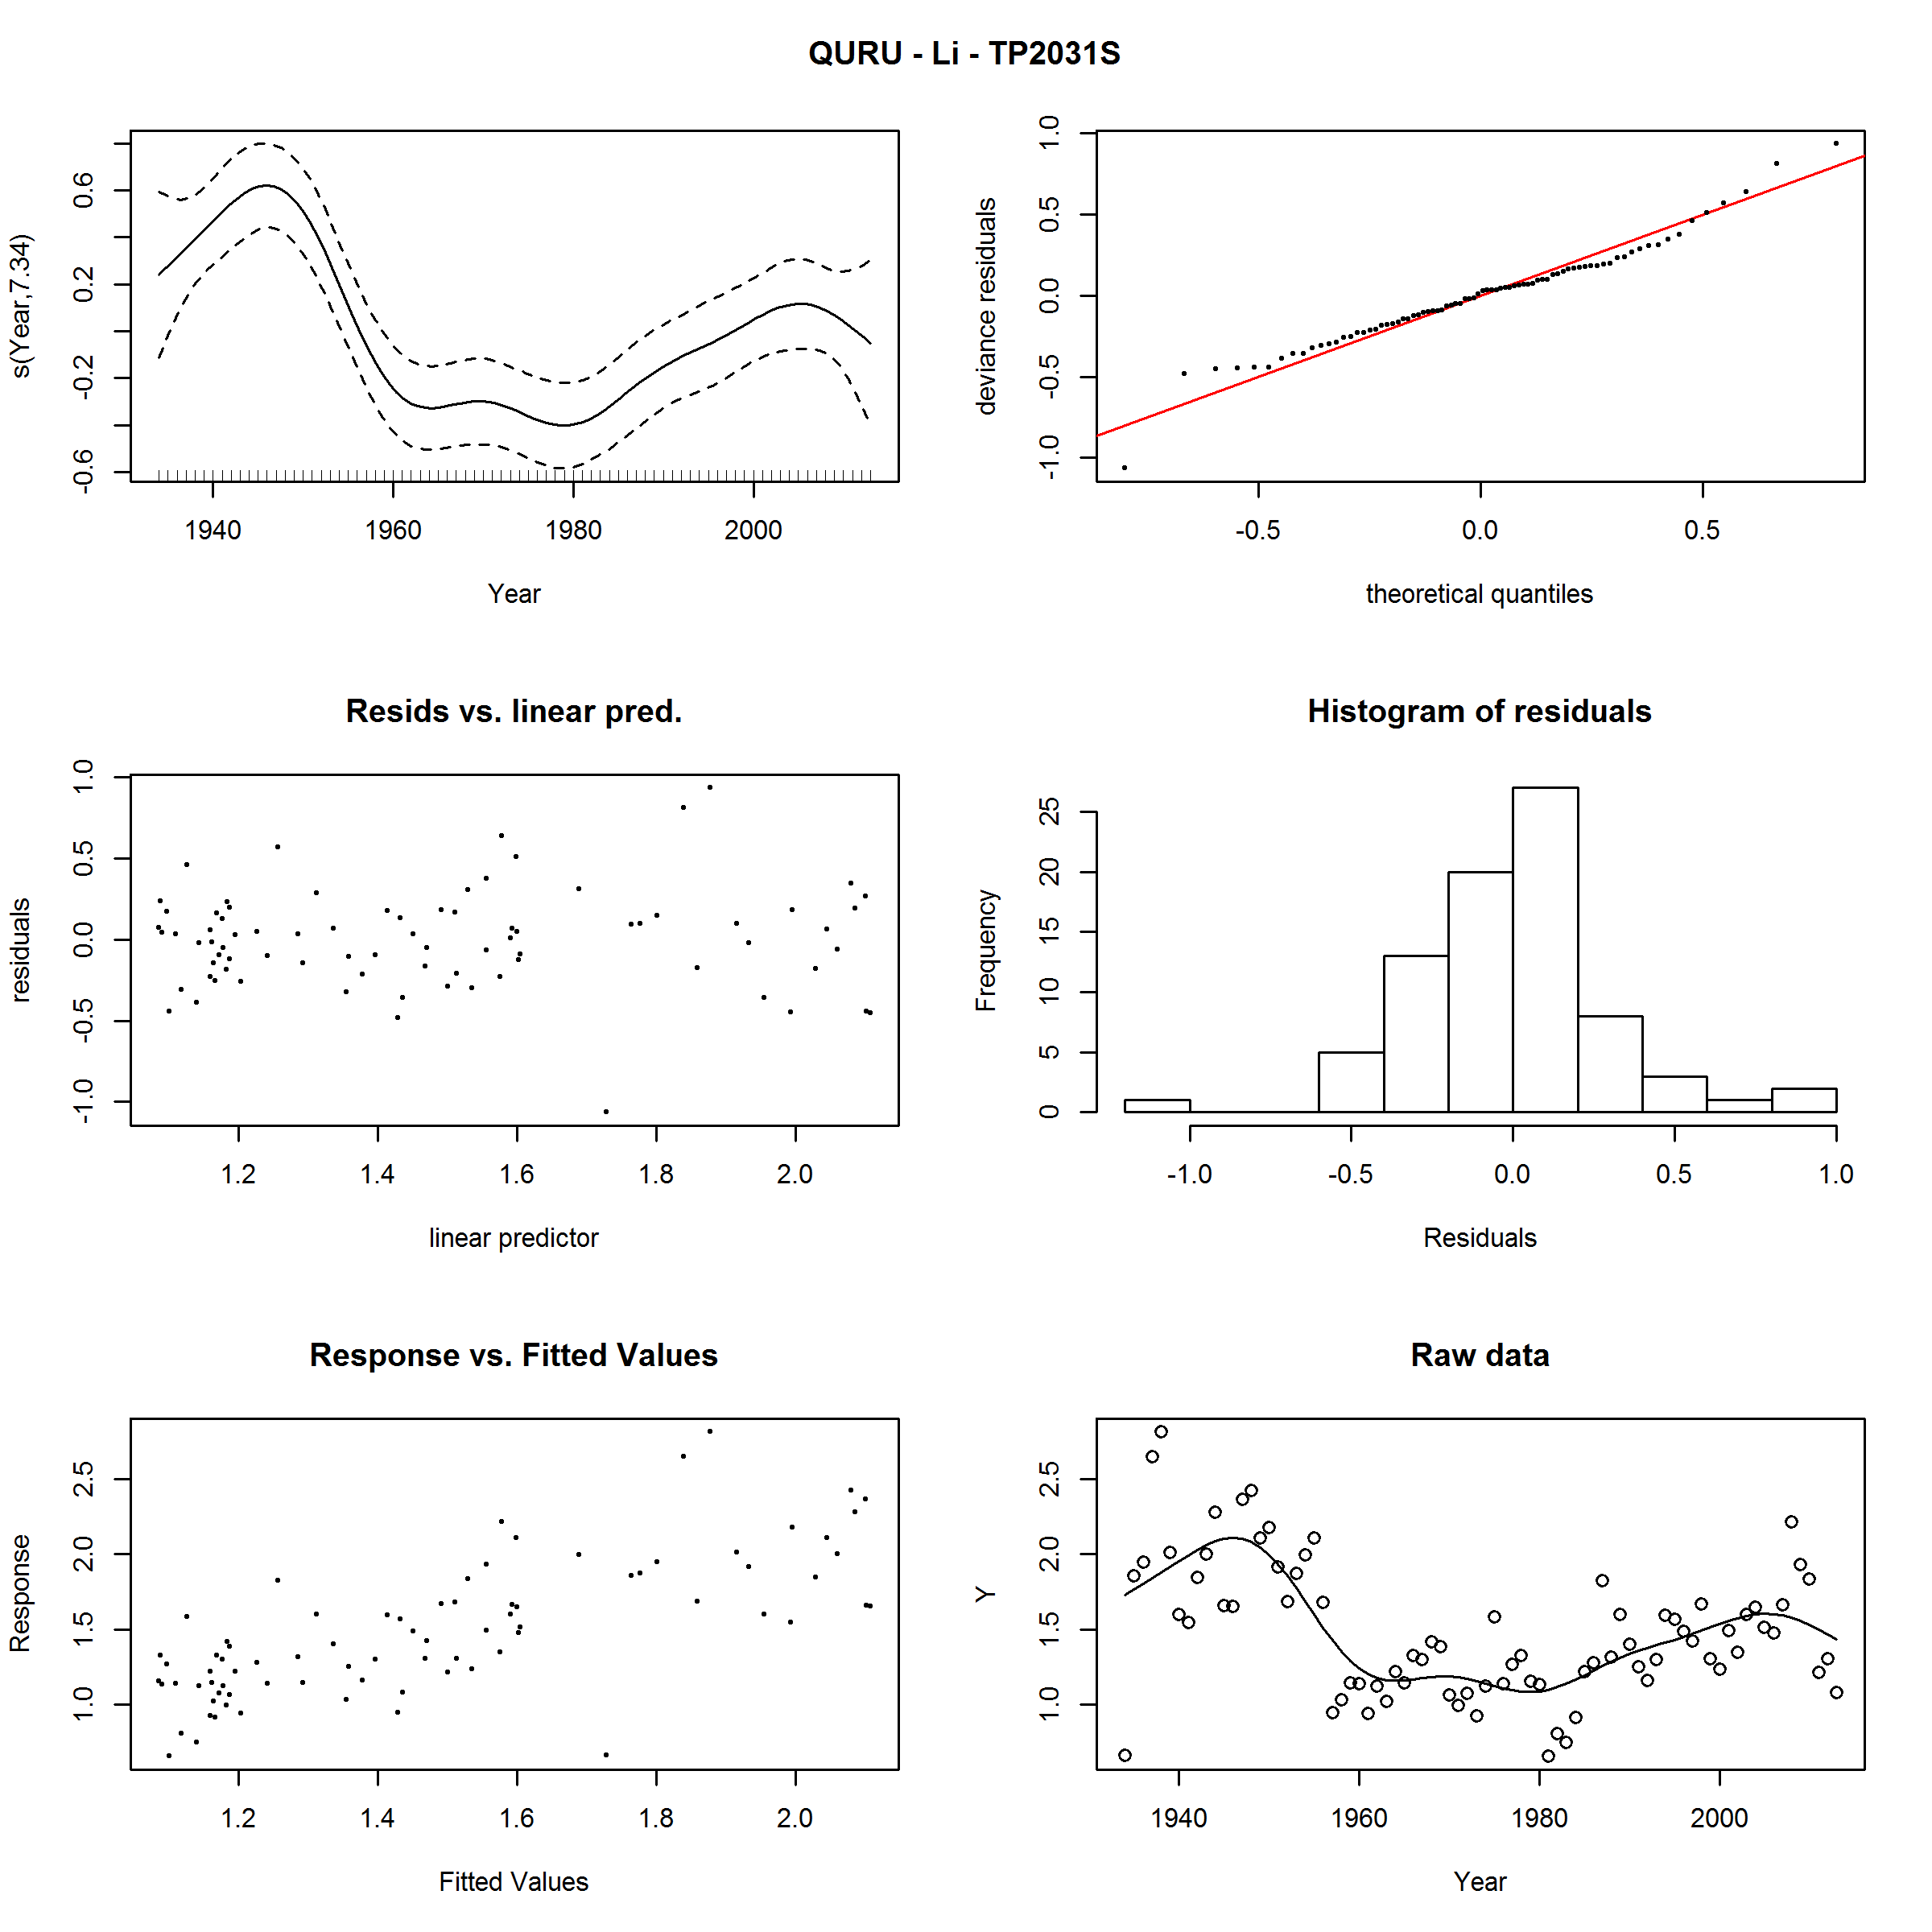 QURU - Li - TP2031S
s(Year,7.34)
-0.6 -0.2 0.2 0.6
1940 1960 1980 2000
Year
deviance residuals
-1.0 -0.5 0.0 0.5 1.0
-0.5 0.0 0.5
theoretical quantiles
Resids vs. linear pred.
residuals
-1.0 -0.5 0.0 0.5 1.0
1.2 1.4 1.6 1.8 2.0
linear predictor
Histogram of residuals
Frequency
0 5 10 15 20 25
-1.0 -0.5 0.0 0.5 1.0
Residuals
Response vs. Fitted Values
Response
1.0 1.5 2.0 2.5
1.2 1.4 1.6 1.8 2.0
Fitted Values
Raw data
Y
1.0 1.5 2.0 2.5
1940 1960 1980 2000
Year